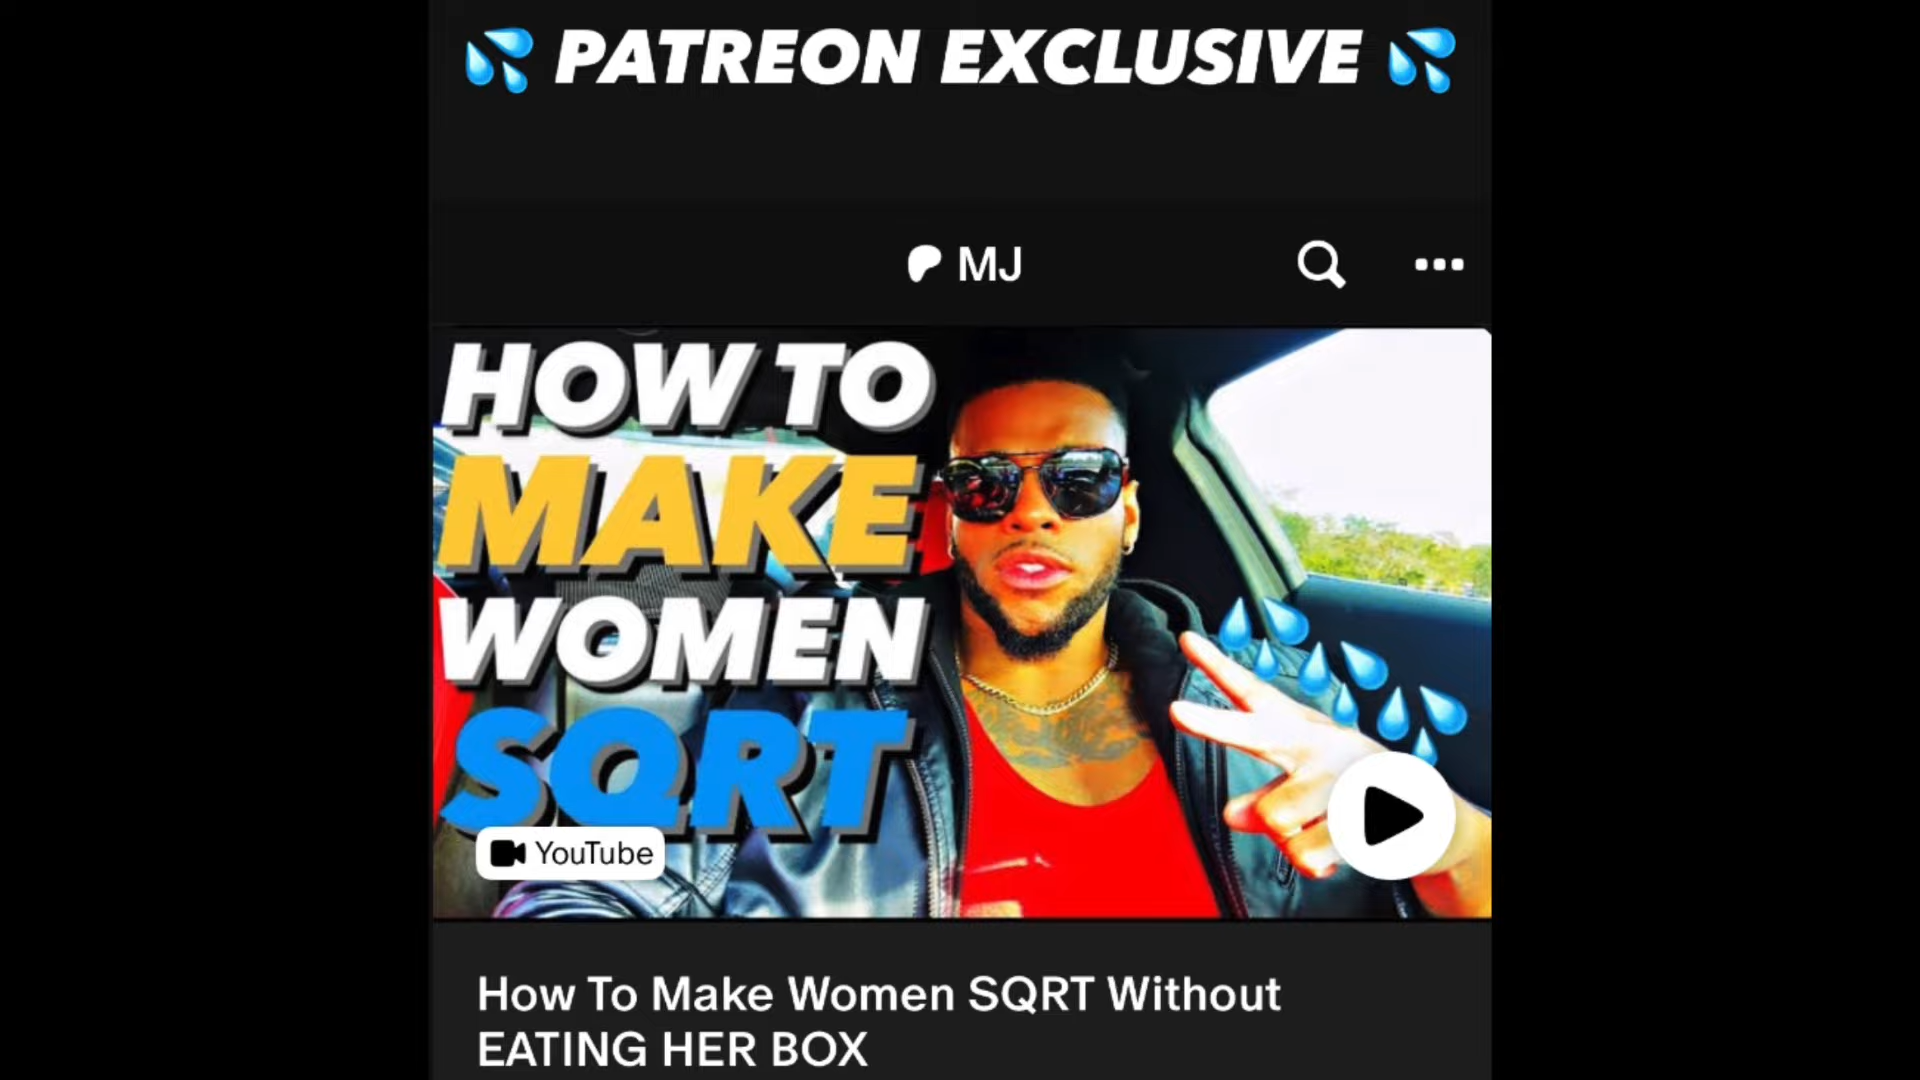 💦 PATREON EXCLUSIVE 💦
MJ
HOW TO
MAKE
WOMEN
SQRT
YouTube
How To Make Women SQRT Without
EATING HER BOX